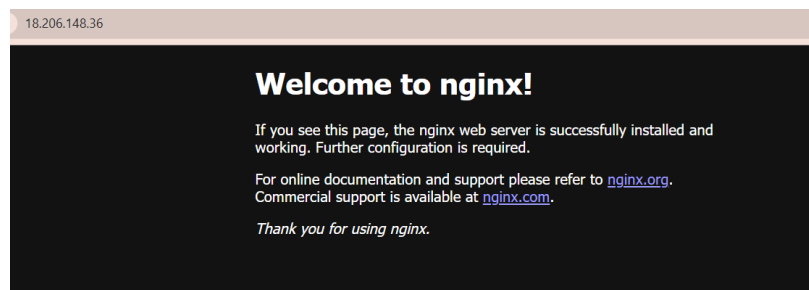 18.206.148.36
Welcome to nginx!
If you see this page, the nginx web server is successfully installed and
working. Further configuration is required.
For online documentation and support please refer to nginx.org.
Commercial support is available at nginx.com.
Thank you for using nginx.